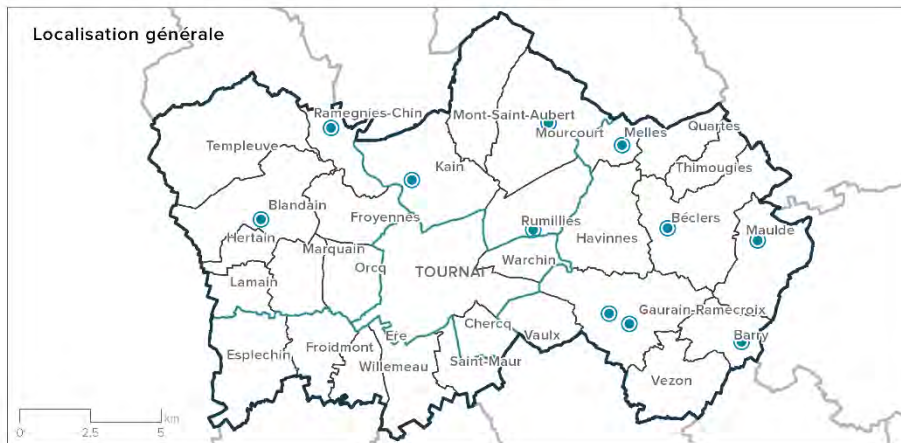 Localisation générale
Ramegnies-Chin
Mont-Saint-Aubert
Quartes
Mourcourt
Melles
Templeuve
Kain
Thimougies
Blandain
Froyennes
Rumillies
Béclers
Maulde
Hertain
Marquain
Havinnes
Warchin
Lamain
Orcq
TOURNAI
Gaurain-Ramecroix
Chercq
Ere
Vaulx
Barry
Esplechin
Froidmont
Willemeau
Saint-Maur
Vezon
km
0 2,5 5